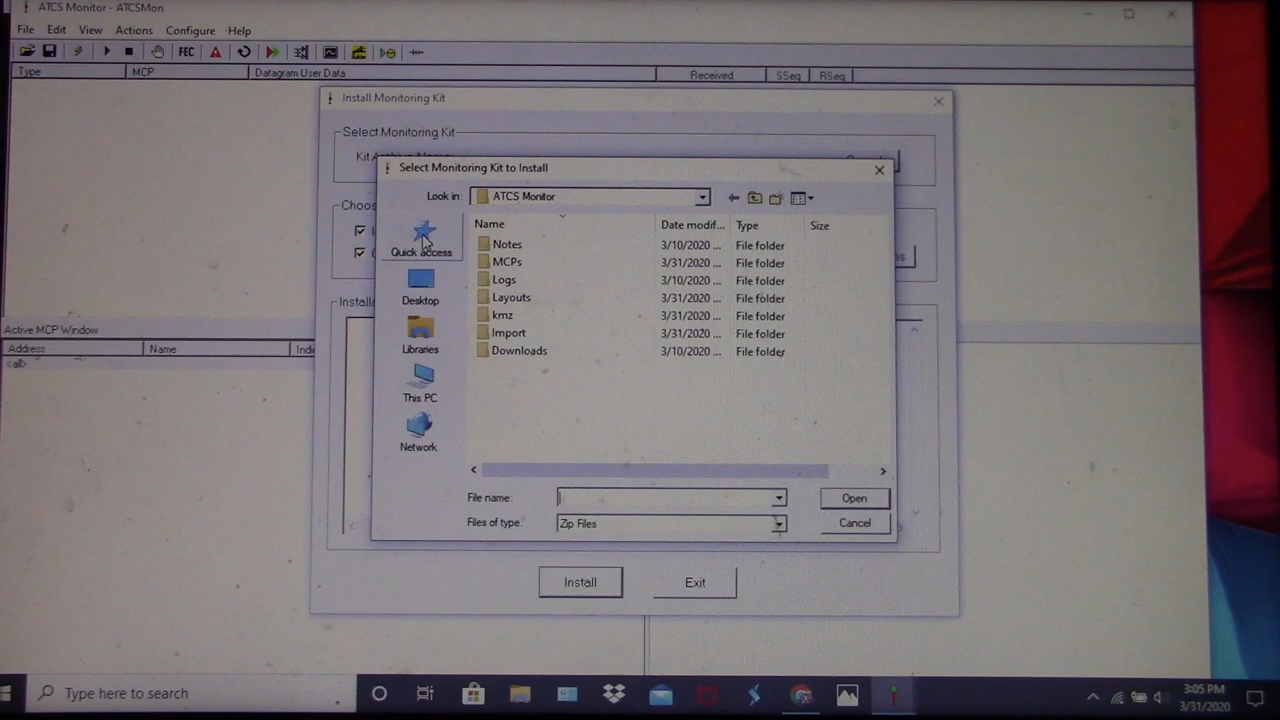 ATCS Monitor - ATCSMon
File Edit View Actions Configure Help
FEC
Type MCP Datagram User Data Received SSeq RSeq
Install Monitoring Kit
Select Monitoring Kit
Select Monitoring Kit to Install
Look in: ATCS Monitor
Choos
Name Date modif... Type Size
Notes 3/10/2020 ... File folder
MCPs 3/31/2020 ... File folder
Logs 3/10/2020 ... File folder
Layouts 3/31/2020 ... File folder
kmz 3/31/2020 ... File folder
Import 3/31/2020 ... File folder
Downloads 3/10/2020 ... File folder
Quick access
Desktop
Libraries
This PC
Network
Install
Active MCP Window
Address Name Indi
<all>
File name: Open
Files of type: Zip Files Cancel
Install Exit
Type here to search
3:05 PM
3/31/2020